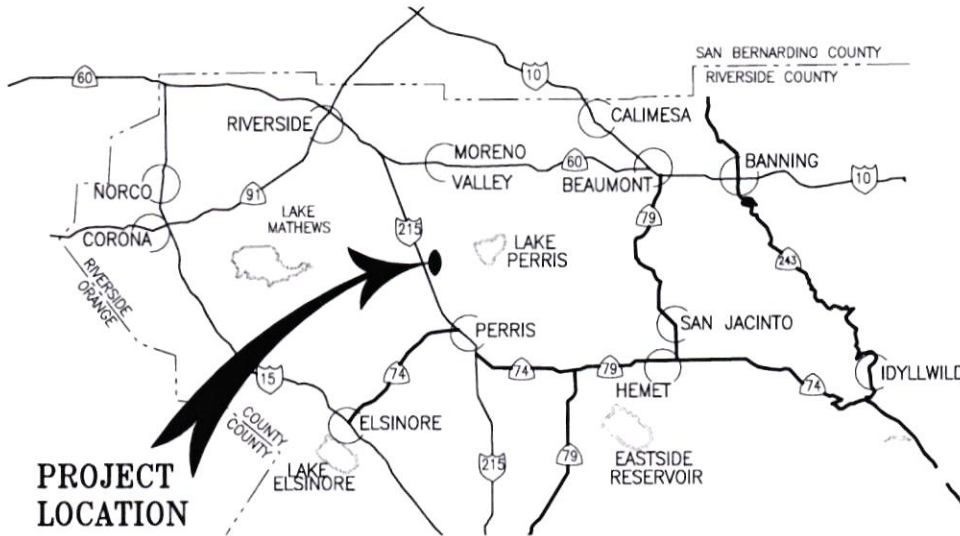 SAN BERNARDINO COUNTY
RIVERSIDE COUNTY
60
10
CALIMESA
RIVERSIDE
MORENO
VALLEY
60
BEAUMONT
BANNING
10
NORCO
91
79
CORONA
LAKE
MATHEWS
215
LAKE
PERRIS
243
RIVERSIDE
ORANGE
PERRIS
SAN JACINTO
15
74
74
79
HEMET
74
IDYLLWILD
COUNTY
COUNTY
ELSINORE
LAKE
ELSINORE
215
79
EASTSIDE
RESERVOIR
PROJECT
LOCATION